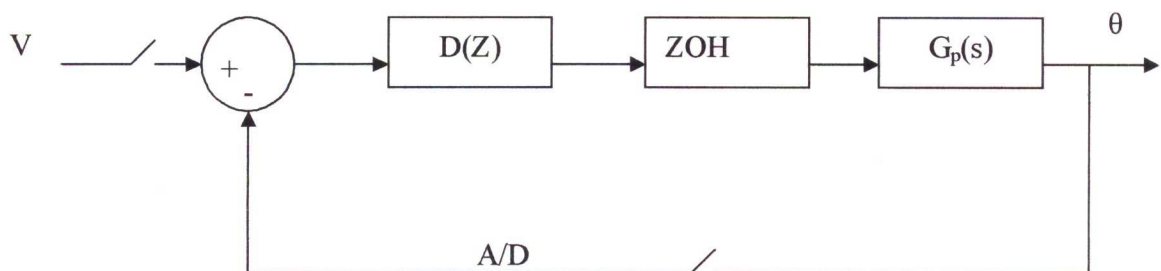 V
+
-
D(Z)
ZOH
Gₚ(s)
θ
A/D